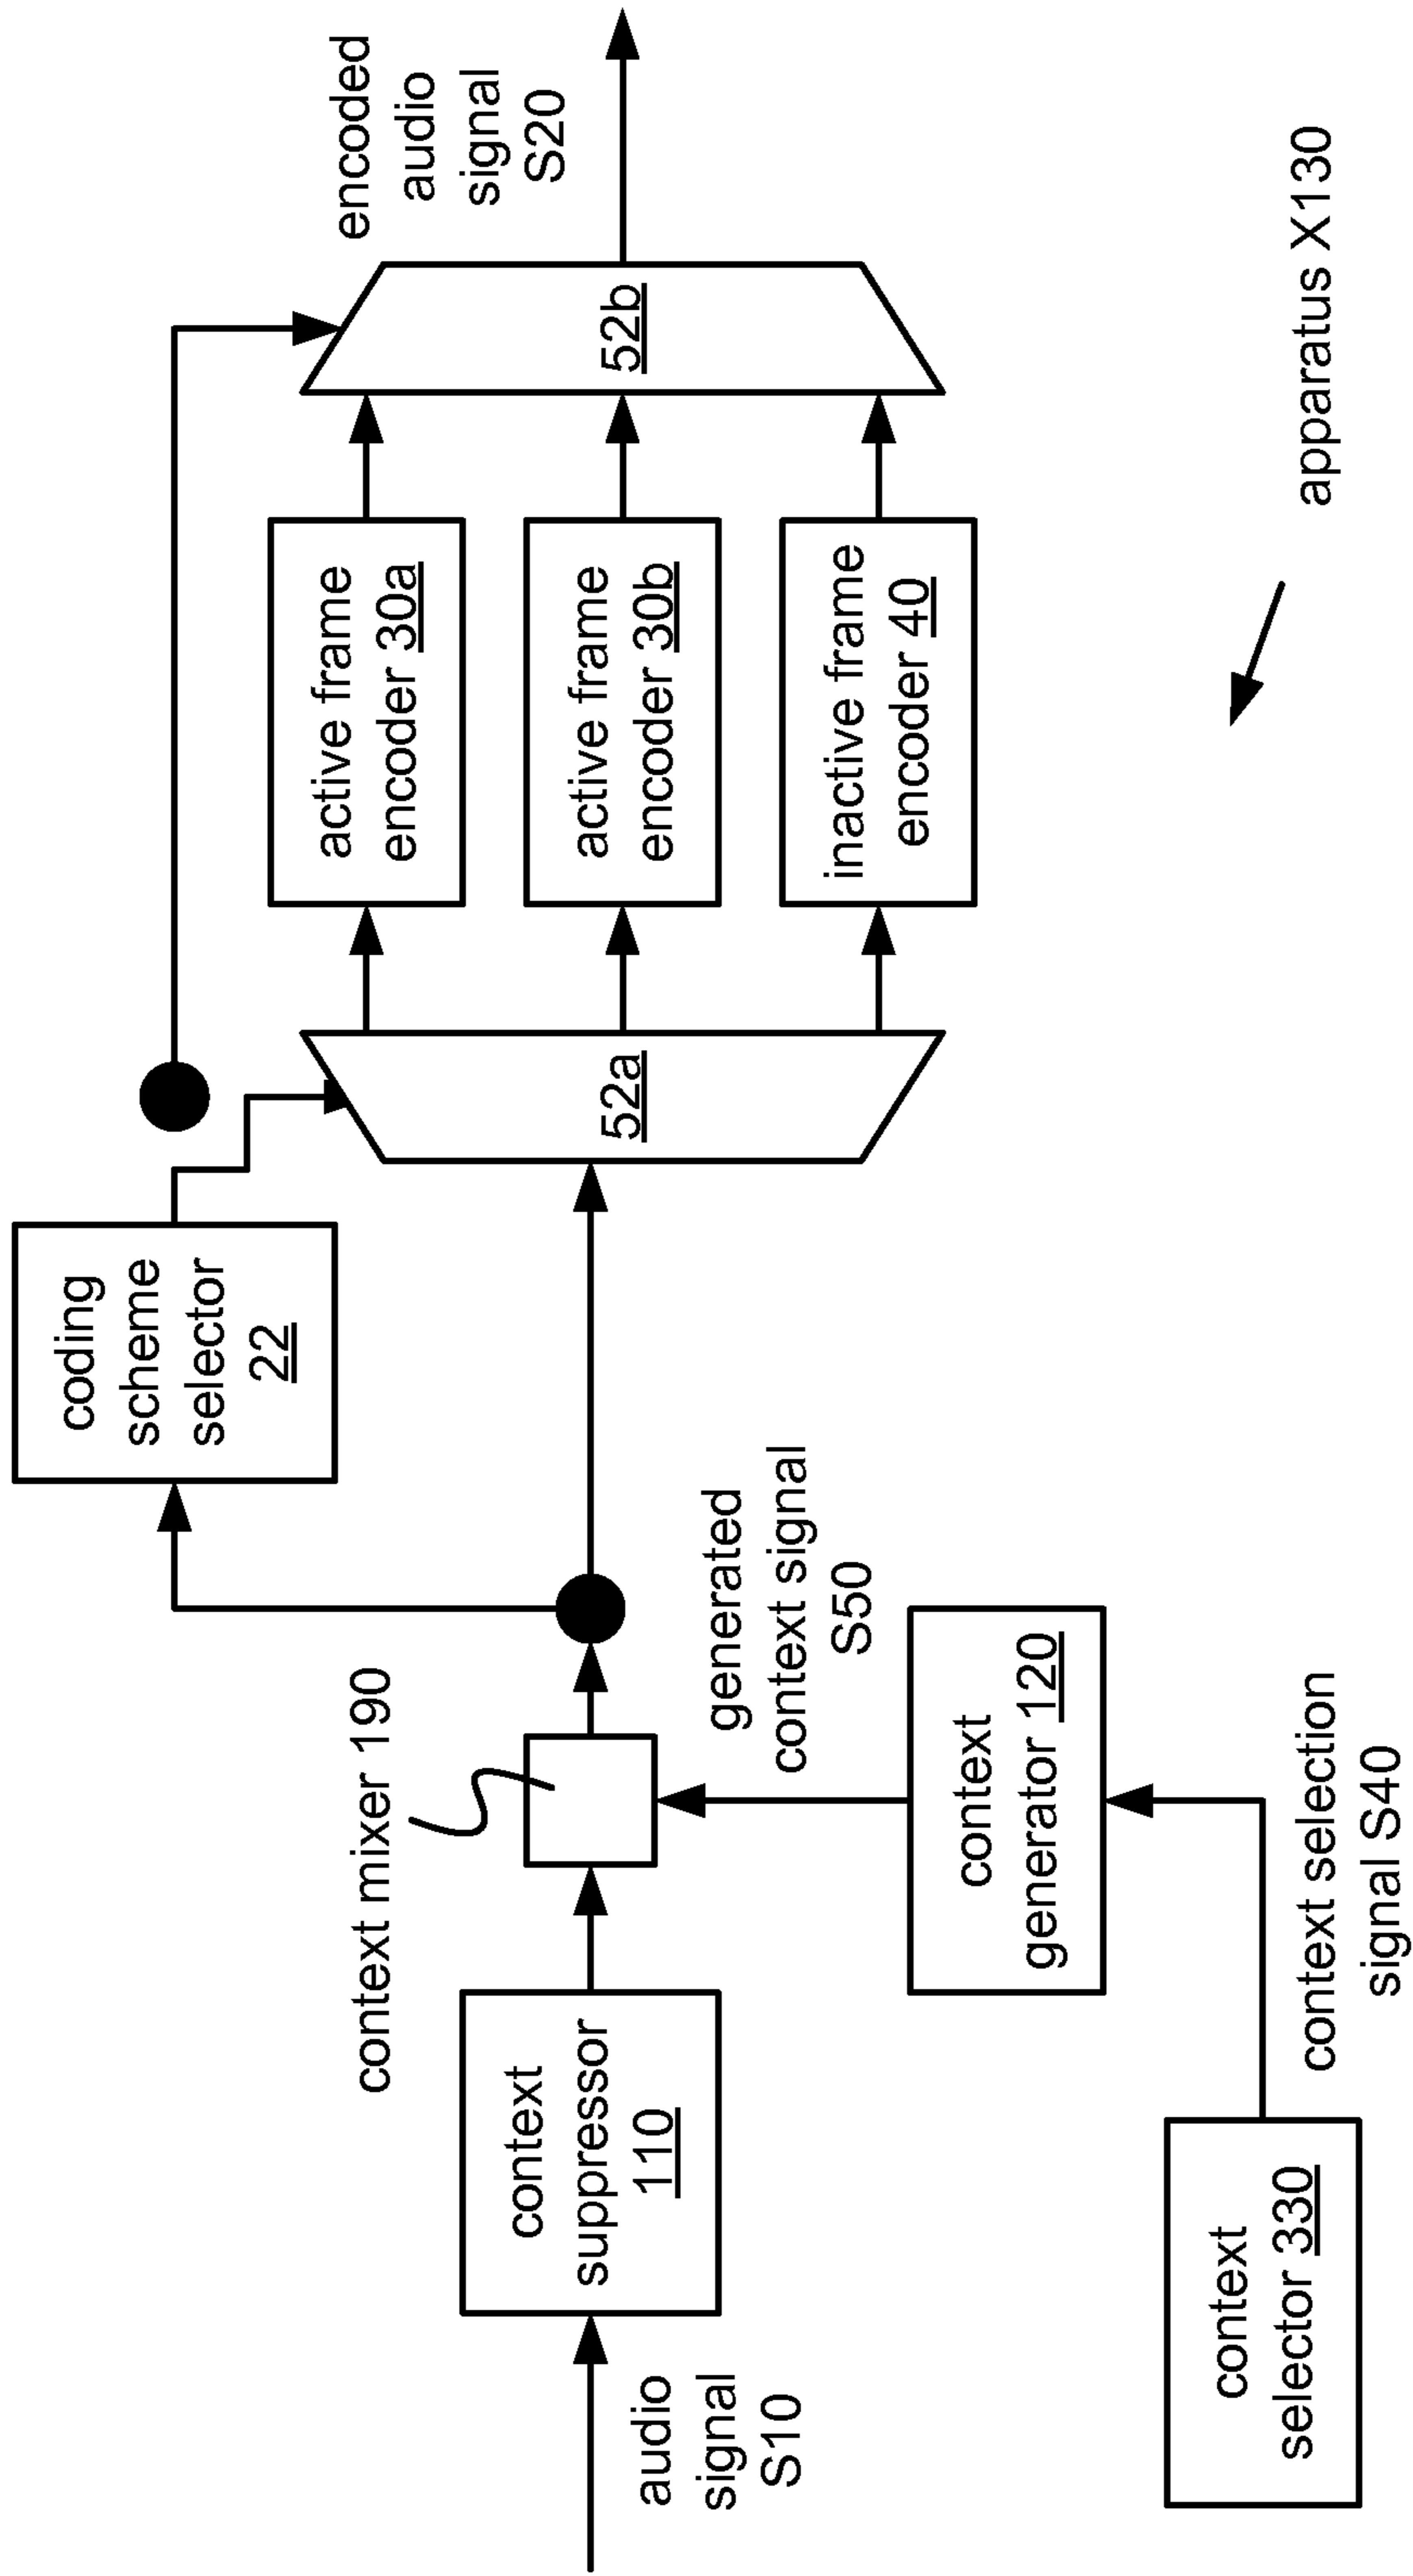 coding
scheme
selector
22
encoded
audio
signal
S20
active frame
encoder 30a
52a
52b
active frame
encoder 30b
inactive frame
encoder 40
context mixer 190
context
suppressor
110
audio
signal
S10
generated
context signal
S50
context
generator 120
context selection
signal S40
context
selector 330
apparatus X130